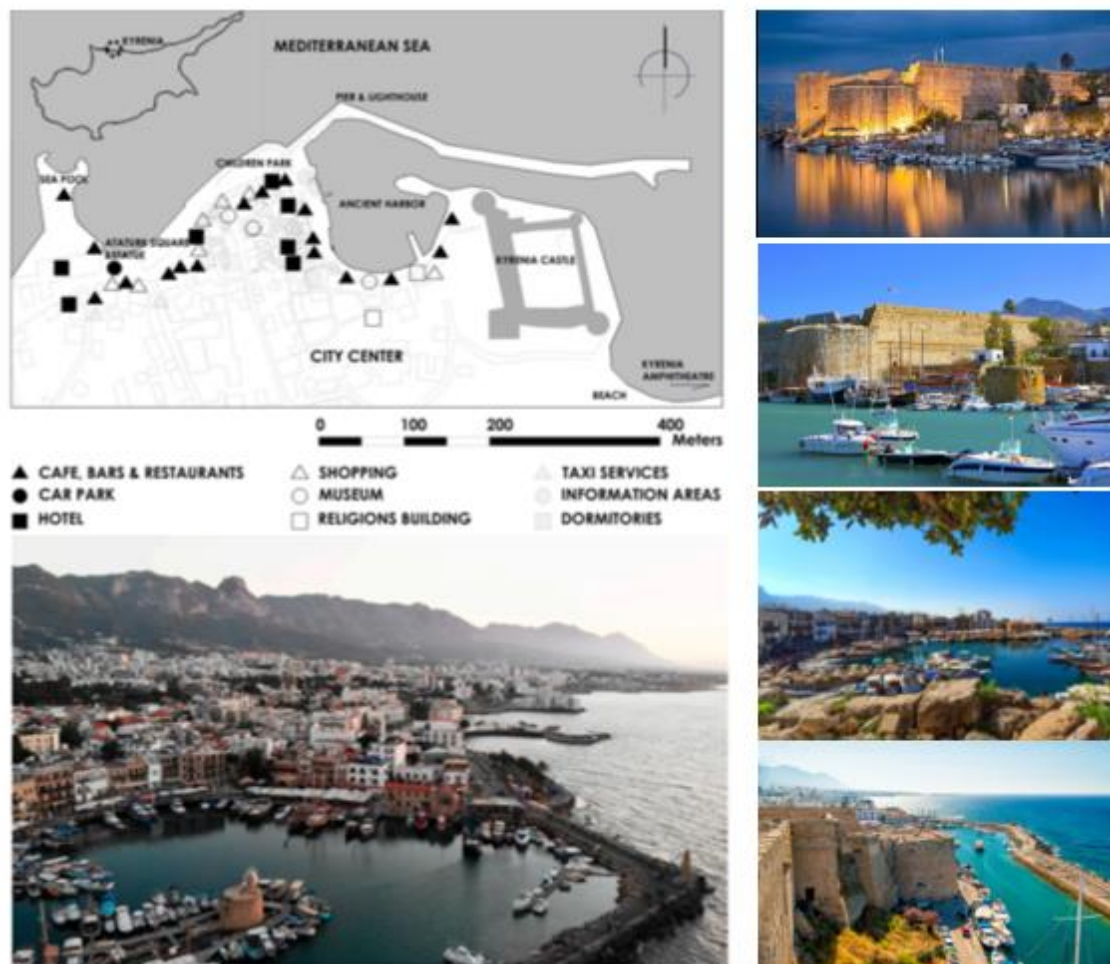 KYRENIA
MEDITERRANEAN SEA
PIER & LIGHTHOUSE
CHILDREN PARK
SEA POOL
ANCIENT HARBOR
ATATURK SQUARE
KYRENIA CASTLE
CITY CENTER
KYRENIA
AMPHITHEATRE
BEACH
0 100 200 400
Meters
CAFE, BARS & RESTAURANTS
SHOPPING
TAXI SERVICES
CAR PARK
MUSEUM
INFORMATION AREAS
HOTEL
RELIGIONS BUILDING
DORMITORIES